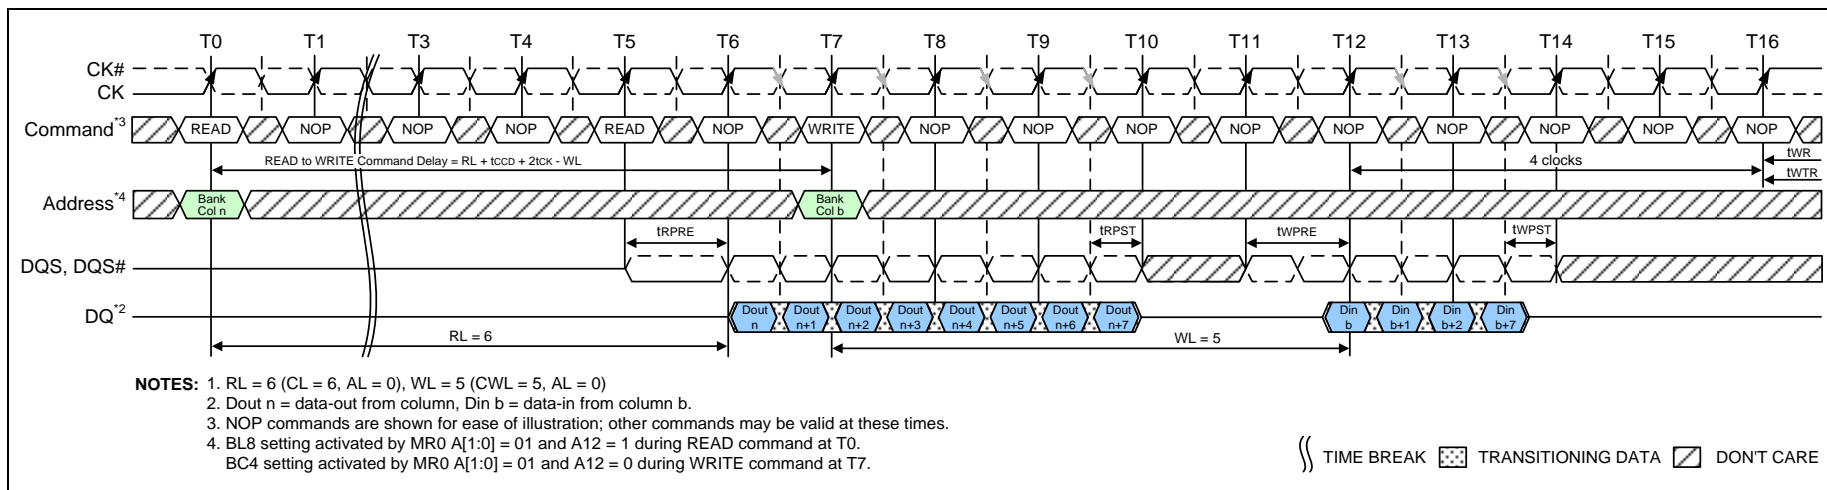 T0 T1 T3 T4 T5 T6 T7 T8 T9 T10 T11 T12 T13 T14 T15 T16
CK#
CK
Command*3 READ NOP NOP NOP READ NOP WRITE NOP NOP NOP NOP NOP NOP NOP NOP NOP
READ to WRITE Command Delay = RL + tCCD + 2tCK - WL 4 clocks tWR
tWTR
Address*4 Bank Col n Bank Col b
tRPRE tRPST tWPRE tWPST
DQS, DQS#
DQ*2 Dout n Dout n+1 Dout n+2 Dout n+3 Dout n+4 Dout n+5 Dout n+6 Dout n+7 Din b Din b+1 Din b+2 Din b+7
RL = 6 WL = 5
NOTES: 1. RL = 6 (CL = 6, AL = 0), WL = 5 (CWL = 5, AL = 0)
2. Dout n = data-out from column, Din b = data-in from column b.
3. NOP commands are shown for ease of illustration; other commands may be valid at these times.
4. BL8 setting activated by MR0 A[1:0] = 01 and A12 = 1 during READ command at T0.
BC4 setting activated by MR0 A[1:0] = 01 and A12 = 0 during WRITE command at T7.
TIME BREAK TRANSITIONING DATA DON'T CARE